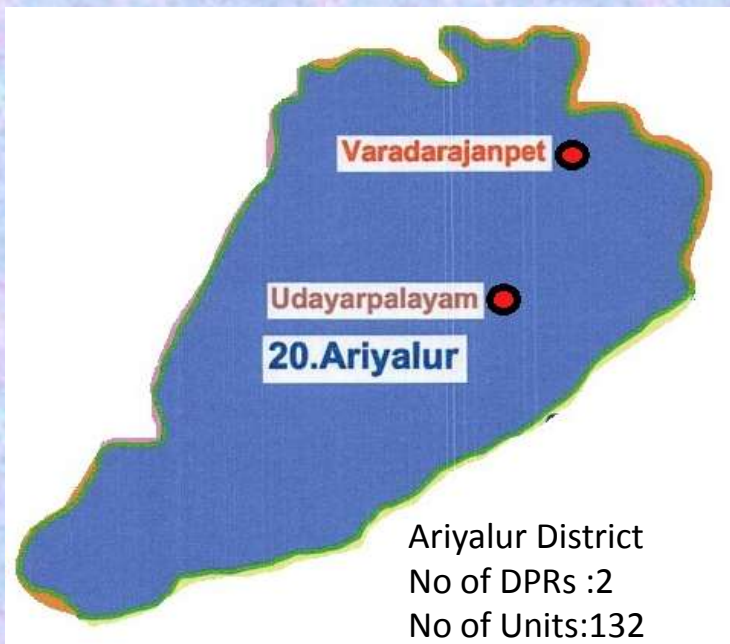 Varadarajanpet
Udayarpalayam
20.Ariyalur
Ariyalur District
No of DPRs :2
No of Units:132